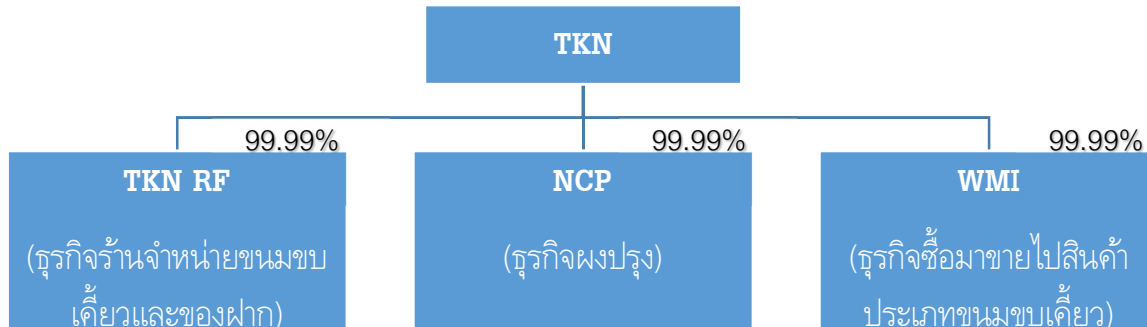 TKN
99.99%
99.99%
99.99%
TKN RF
NCP
WMI
(ธุรกิจร้านจำหน่ายขนมขบ
เคี้ยวและของฝาก)
(ธุรกิจผงปรุง)
(ธุรกิจซื้อมาขายไปสินค้า
ประเภทขนมขบเคี้ยว)